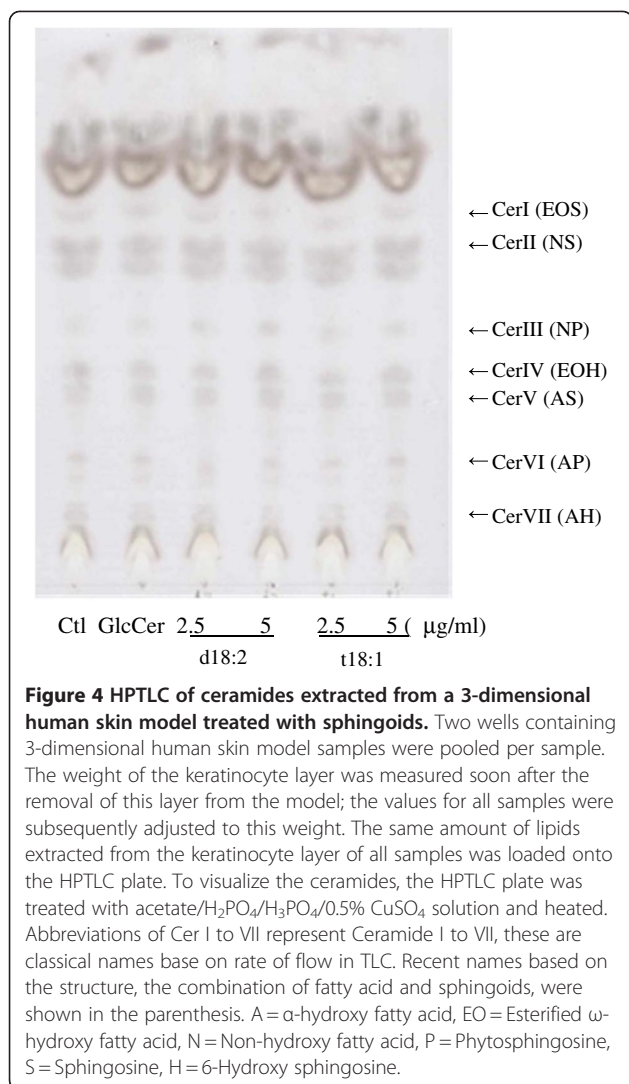 ← CerI (EOS)
← CerII (NS)
← CerIII (NP)
← CerIV (EOH)
← CerV (AS)
← CerVI (AP)
← CerVII (AH)
Ctl GlcCer 2.5 5 2.5 5 ( μg/ml)
d18:2 t18:1
Figure 4 HPTLC of ceramides extracted from a 3-dimensional
human skin model treated with sphingoids. Two wells containing
3-dimensional human skin model samples were pooled per sample.
The weight of the keratinocyte layer was measured soon after the
removal of this layer from the model; the values for all samples were
subsequently adjusted to this weight. The same amount of lipids
extracted from the keratinocyte layer of all samples was loaded onto
the HPTLC plate. To visualize the ceramides, the HPTLC plate was
treated with acetate/H₂PO₄/H₃PO₄/0.5% CuSO₄ solution and heated.
Abbreviations of Cer I to VII represent Ceramide I to VII, these are
classical names base on rate of flow in TLC. Recent names based on
the structure, the combination of fatty acid and sphingoids, were
shown in the parenthesis. A = α-hydroxy fatty acid, EO = Esterified ω-
hydroxy fatty acid, N = Non-hydroxy fatty acid, P = Phytosphingosine,
S = Sphingosine, H = 6-Hydroxy sphingosine.